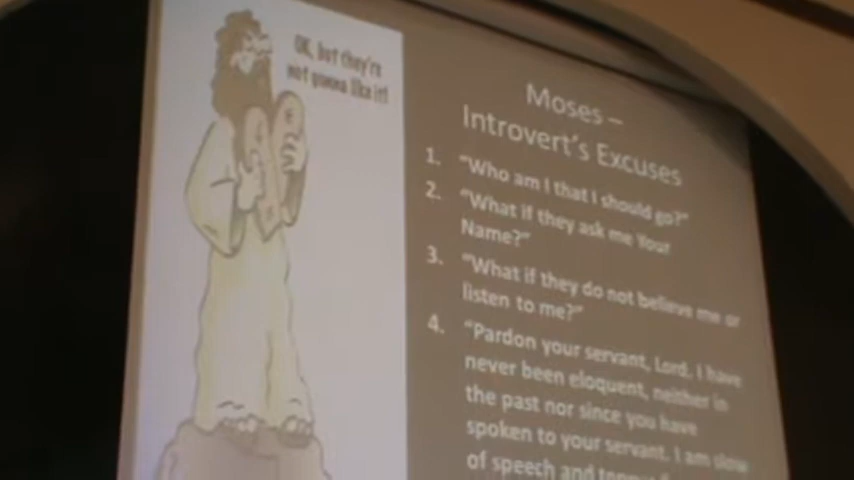 OK, but they're
not gonna like it!
Moses –
Introvert's Excuses
1. "Who am I that I should go?"
2. "What if they ask me Your
Name?"
3. "What if they do not believe me or
listen to me?"
4. "Pardon your servant, Lord. I have
never been eloquent, neither in
the past nor since you have
spoken to your servant. I am slow
of speech and